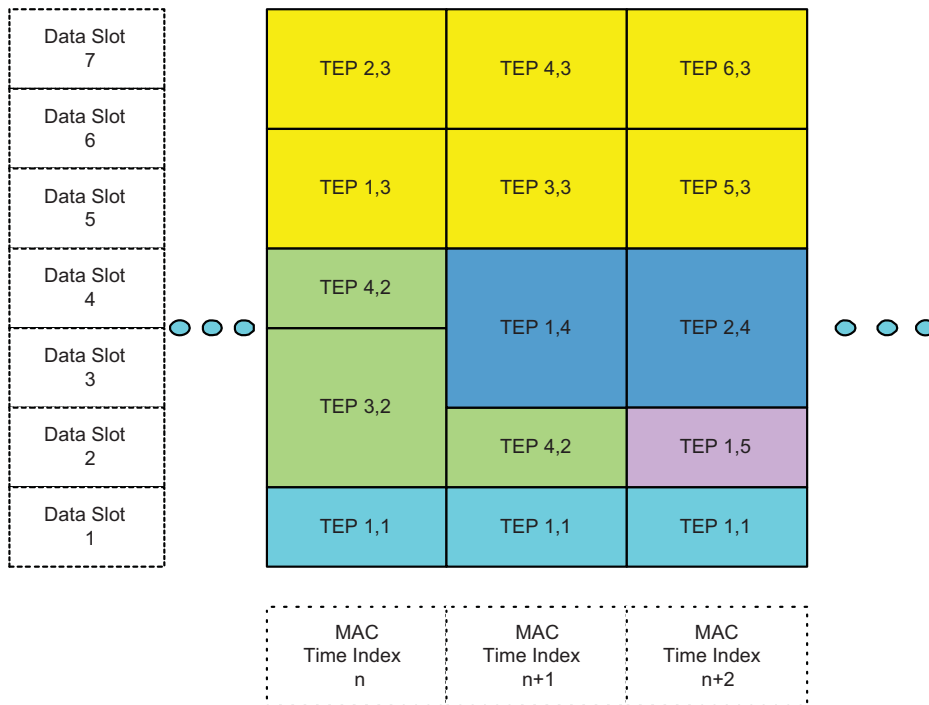 Data Slot
7
TEP 2,3
TEP 4,3
TEP 6,3
Data Slot
6
Data Slot
5
TEP 1,3
TEP 3,3
TEP 5,3
Data Slot
4
TEP 4,2
TEP 1,4
TEP 2,4
Data Slot
3
TEP 3,2
Data Slot
2
TEP 4,2
TEP 1,5
Data Slot
1
TEP 1,1
TEP 1,1
TEP 1,1
MAC
Time Index
n
MAC
Time Index
n+1
MAC
Time Index
n+2